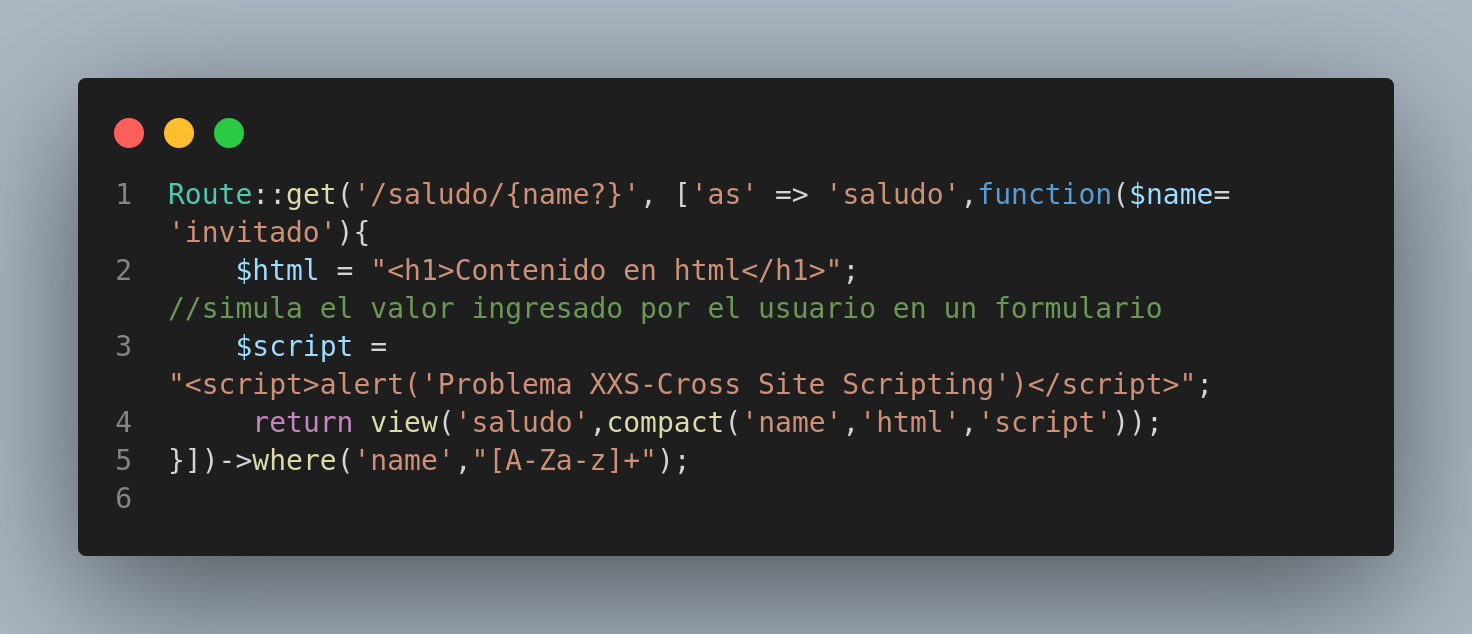 1 Route::get('/saludo/{name?}', ['as' => 'saludo',function($name=
'invitado'){
2     $html = "<h1>Contenido en html</h1>";
//simula el valor ingresado por el usuario en un formulario
3     $script =
"<script>alert('Problema XXS-Cross Site Scripting')</script>";
4      return view('saludo',compact('name','html','script'));
5 }])->where('name',"[A-Za-z]+");
6